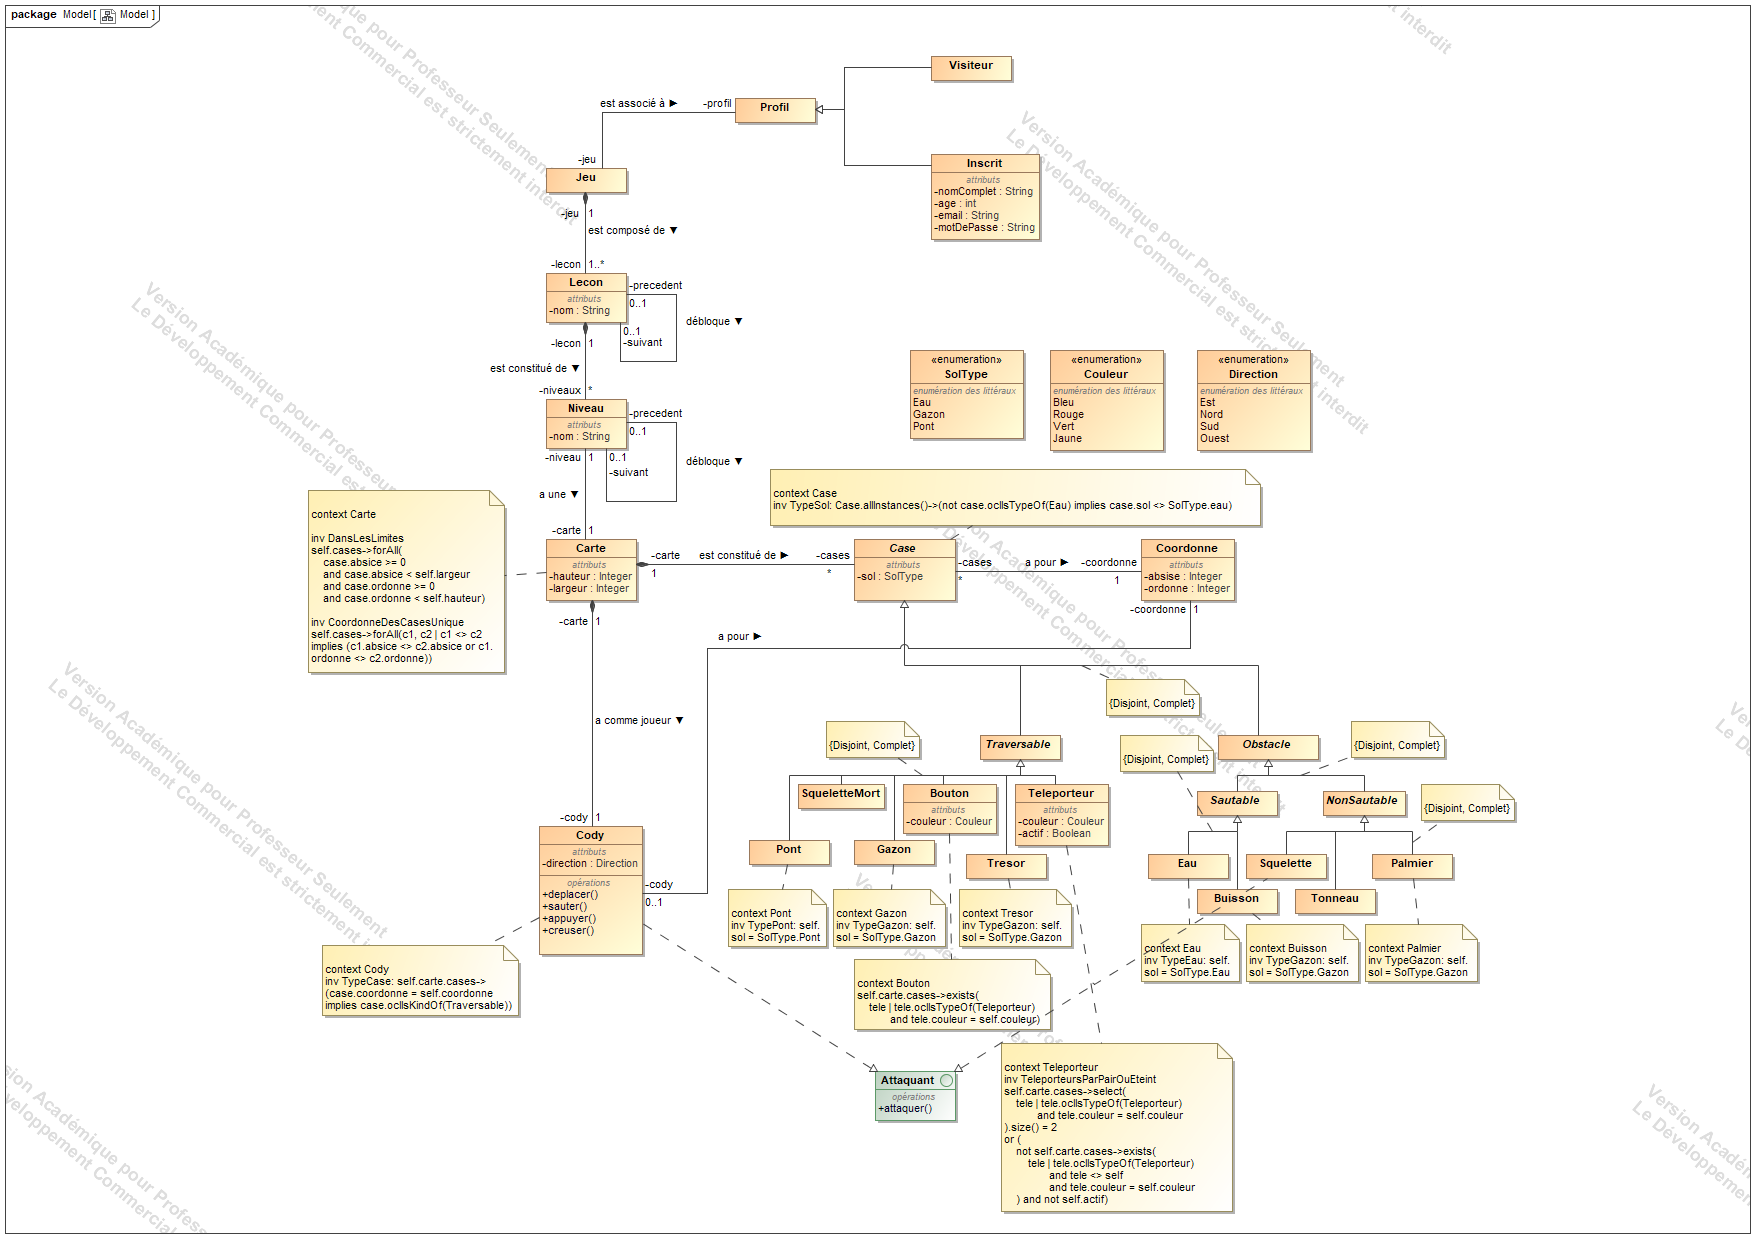 package Model[ Model ]
Visiteur
est associé à ► -profil
Profil
-jeu
Jeu
Inscrit
attributs
-nomComplet : String
-age : int
-email : String
-motDePasse : String
-jeu 1
est composé de ▼
-lecon 1..*
Lecon
attributs
-nom : String
-precedent
0..1
débloque ▼
0..1
-suivant
-lecon 1
est constitué de ▼
-niveaux *
Niveau
attributs
-nom : String
-precedent
0..1
débloque ▼
0..1
-suivant
-niveau 1
a une ▼
-carte 1
«enumeration»
SolType
enumération des littéraux
Eau
Gazon
Pont
«enumeration»
Couleur
enumération des littéraux
Bleu
Rouge
Vert
Jaune
«enumeration»
Direction
enumération des littéraux
Est
Nord
Sud
Ouest
context Case
inv TypeSol: Case.allInstances()->(not case.oclIsTypeOf(Eau) implies case.sol <> SolType.eau)
context Carte
inv DansLesLimites
self.cases->forAll(
case.absice >= 0
and case.absice < self.largeur
and case.ordonne >= 0
and case.ordonne < self.hauteur)
inv CoordonneDesCasesUnique
self.cases->forAll(c1, c2 | c1 <> c2
implies (c1.absice <> c2.absice or c1.
ordonne <> c2.ordonne))
Carte
attributs
-hauteur : Integer
-largeur : Integer
-carte est constitué de ► -cases
1 *
Case
attributs
-sol : SolType
-cases a pour ► -coordonne
* 1
Coordonne
attributs
-absise : Integer
-ordonne : Integer
-coordonne 1
-carte 1
a pour ►
a comme joueur ▼
-cody 1
{Disjoint, Complet}
{Disjoint, Complet}
Traversable
{Disjoint, Complet}
Obstacle
{Disjoint, Complet}
SqueletteMort
Bouton
attributs
-couleur : Couleur
Teleporteur
attributs
-couleur : Couleur
-actif : Boolean
Sautable
NonSautable
{Disjoint, Complet}
Pont
Gazon
Tresor
Eau
Squelette
Palmier
Buisson
Tonneau
Cody
attributs
-direction : Direction
opérations
+deplacer()
+sauter()
+appuyer()
+creuser()
-cody
0..1
context Pont
inv TypePont: self.
sol = SolType.Pont
context Gazon
inv TypeGazon: self.
sol = SolType.Gazon
context Tresor
inv TypeGazon: self.
sol = SolType.Gazon
context Eau
inv TypeEau: self.
sol = SolType.Eau
context Buisson
inv TypeGazon: self.
sol = SolType.Gazon
context Palmier
inv TypeGazon: self.
sol = SolType.Gazon
context Cody
inv TypeCase: self.carte.cases->
(case.coordonne = self.coordonne
implies case.oclIsKindOf(Traversable))
context Bouton
self.carte.cases->exists(
tele | tele.oclIsTypeOf(Teleporteur)
and tele.couleur = self.couleur)
Attaquant
opérations
+attaquer()
context Teleporteur
inv TeleporteursParPairOuEteint
self.carte.cases->select(
tele | tele.oclIsTypeOf(Teleporteur)
and tele.couleur = self.couleur
).size() = 2
or (
not self.carte.cases->exists(
tele | tele.oclIsTypeOf(Teleporteur)
and tele <> self
and tele.couleur = self.couleur
) and not self.actif)
Version Académique pour Professeur Seulement
Le Développement Commercial est strictement interdit